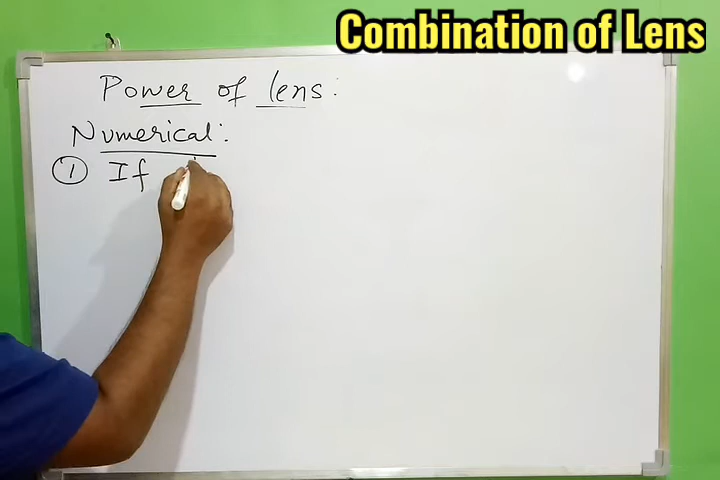 Combination of Lens
Power of lens:
Numerical:
1 If